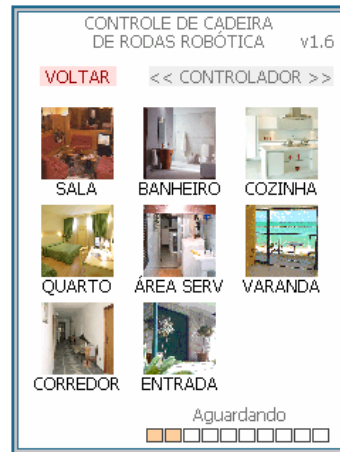 CONTROLE DE CADEIRA
DE RODAS ROBÓTICA v1.6
VOLTAR << CONTROLADOR >>
SALA BANHEIRO COZINHA
QUARTO ÁREA SERV VARANDA
CORREDOR ENTRADA
Aguardando